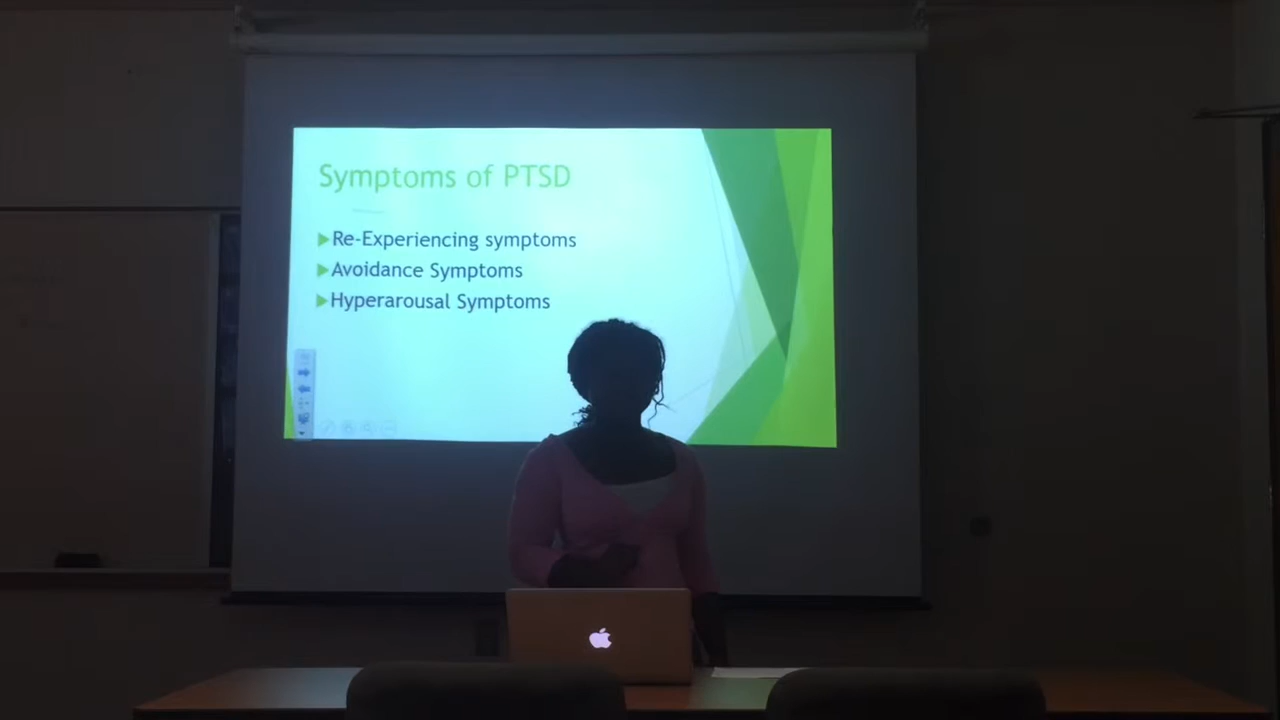 Symptoms of PTSD
Re-Experiencing symptoms
Avoidance Symptoms
Hyperarousal Symptoms